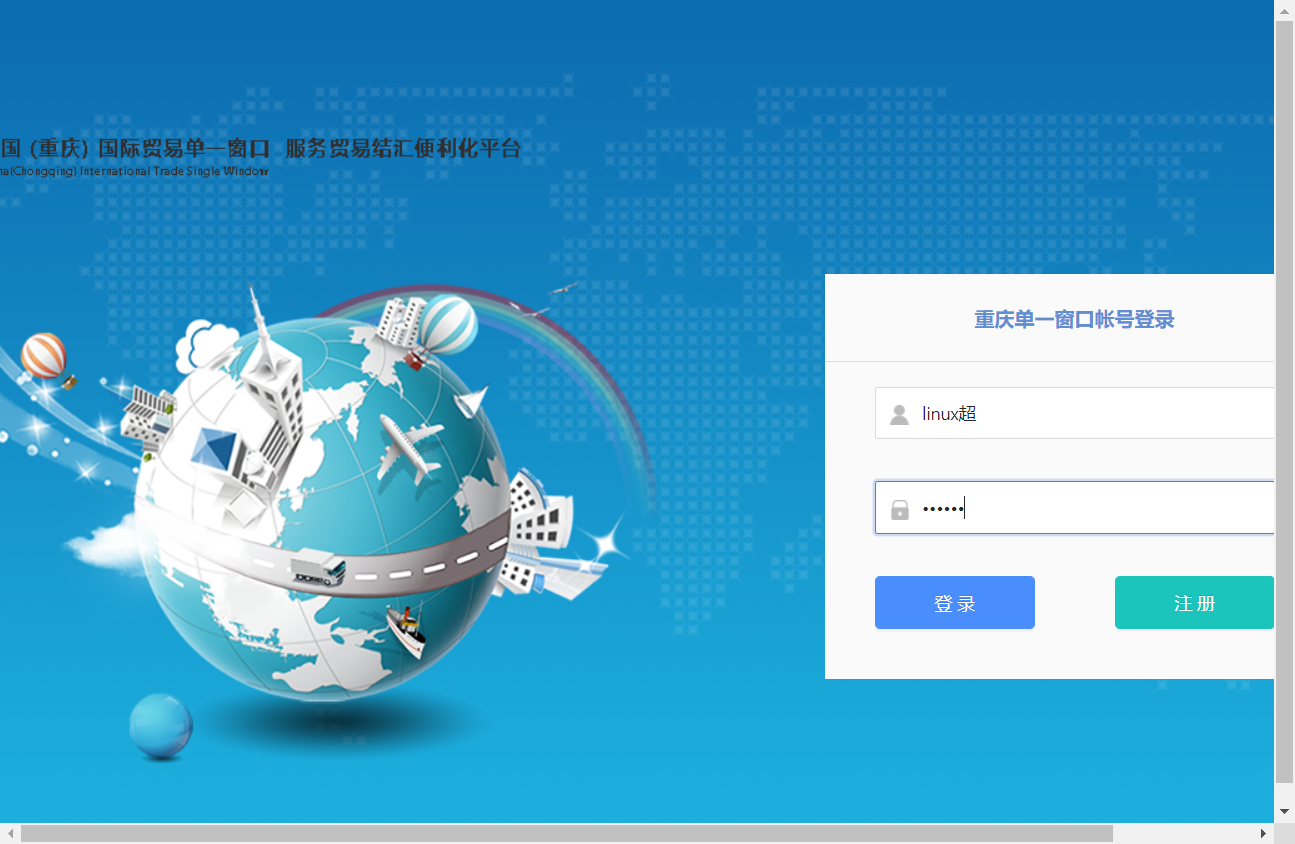 国 (重庆) 国际贸易单一窗口 服务贸易结汇便利化平台
na(Chongqing) International Trade Single Window
重庆单一窗口帐号登录
linux超
••••••
登 录
注 册